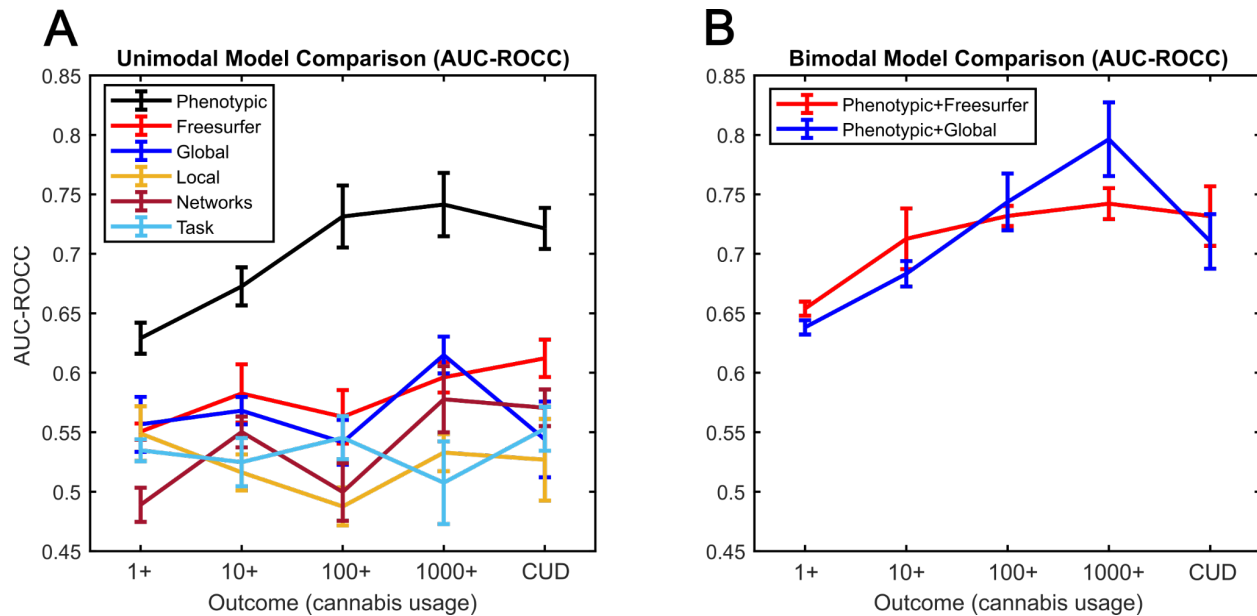 A
Unimodal Model Comparison (AUC-ROCC)
0.85
0.8
0.75
0.7
0.65
0.6
0.55
0.5
0.45
AUC-ROCC
Phenotypic
Freesurfer
Global
Local
Networks
Task
1+ 10+ 100+ 1000+ CUD
Outcome (cannabis usage)
B
Bimodal Model Comparison (AUC-ROCC)
0.85
0.8
0.75
0.7
0.65
0.6
0.55
0.5
0.45
Phenotypic+Freesurfer
Phenotypic+Global
1+ 10+ 100+ 1000+ CUD
Outcome (cannabis usage)